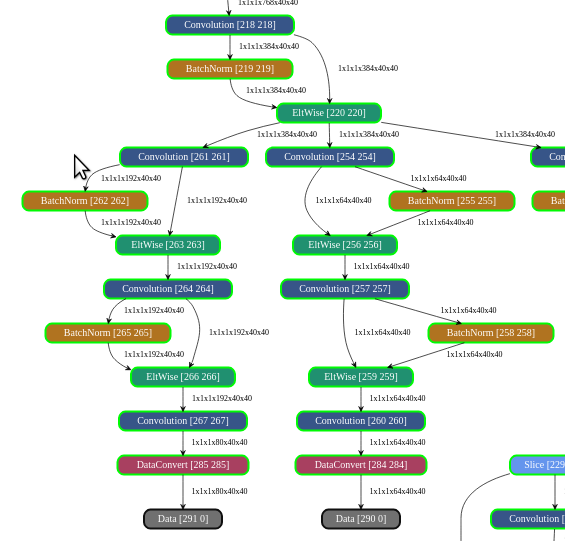 1x1x1x768x40x40
Convolution [218 218]
1x1x1x384x40x40
1x1x1x384x40x40
BatchNorm [219 219]
1x1x1x384x40x40
EltWise [220 220]
1x1x1x384x40x40
1x1x1x384x40x40
1x1x1x384x40x40
Convolution [261 261]
Convolution [254 254]
1x1x1x192x40x40
1x1x1x64x40x40
BatchNorm [262 262]
1x1x1x192x40x40
1x1x1x64x40x40
BatchNorm [255 255]
1x1x1x192x40x40
1x1x1x64x40x40
EltWise [263 263]
EltWise [256 256]
1x1x1x192x40x40
1x1x1x64x40x40
Convolution [264 264]
Convolution [257 257]
1x1x1x192x40x40
1x1x1x64x40x40
BatchNorm [265 265]
1x1x1x192x40x40
1x1x1x64x40x40
BatchNorm [258 258]
1x1x1x192x40x40
1x1x1x64x40x40
EltWise [266 266]
EltWise [259 259]
1x1x1x192x40x40
1x1x1x64x40x40
Convolution [267 267]
Convolution [260 260]
1x1x1x80x40x40
1x1x1x64x40x40
DataConvert [285 285]
DataConvert [284 284]
Slice [229
1x1x1x80x40x40
1x1x1x64x40x40
Data [291 0]
Data [290 0]
Convolution [